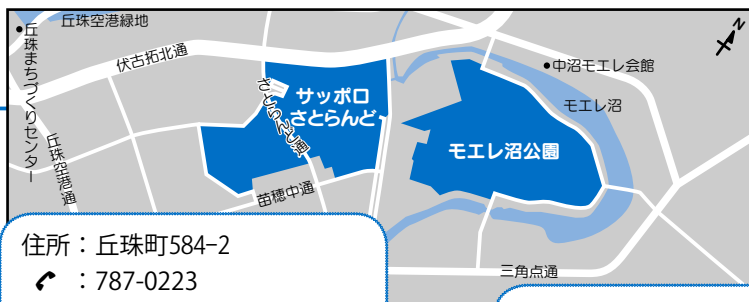 丘珠空港緑地
丘珠まちづくりセンター
伏古拓北通
N
中沼モエレ会館
サッポロ
さとらんど
さとらんど通
モエレ沼
モエレ沼公園
丘珠空港通
苗穂中通
三角点通
住所：丘珠町584-2
：787-0223